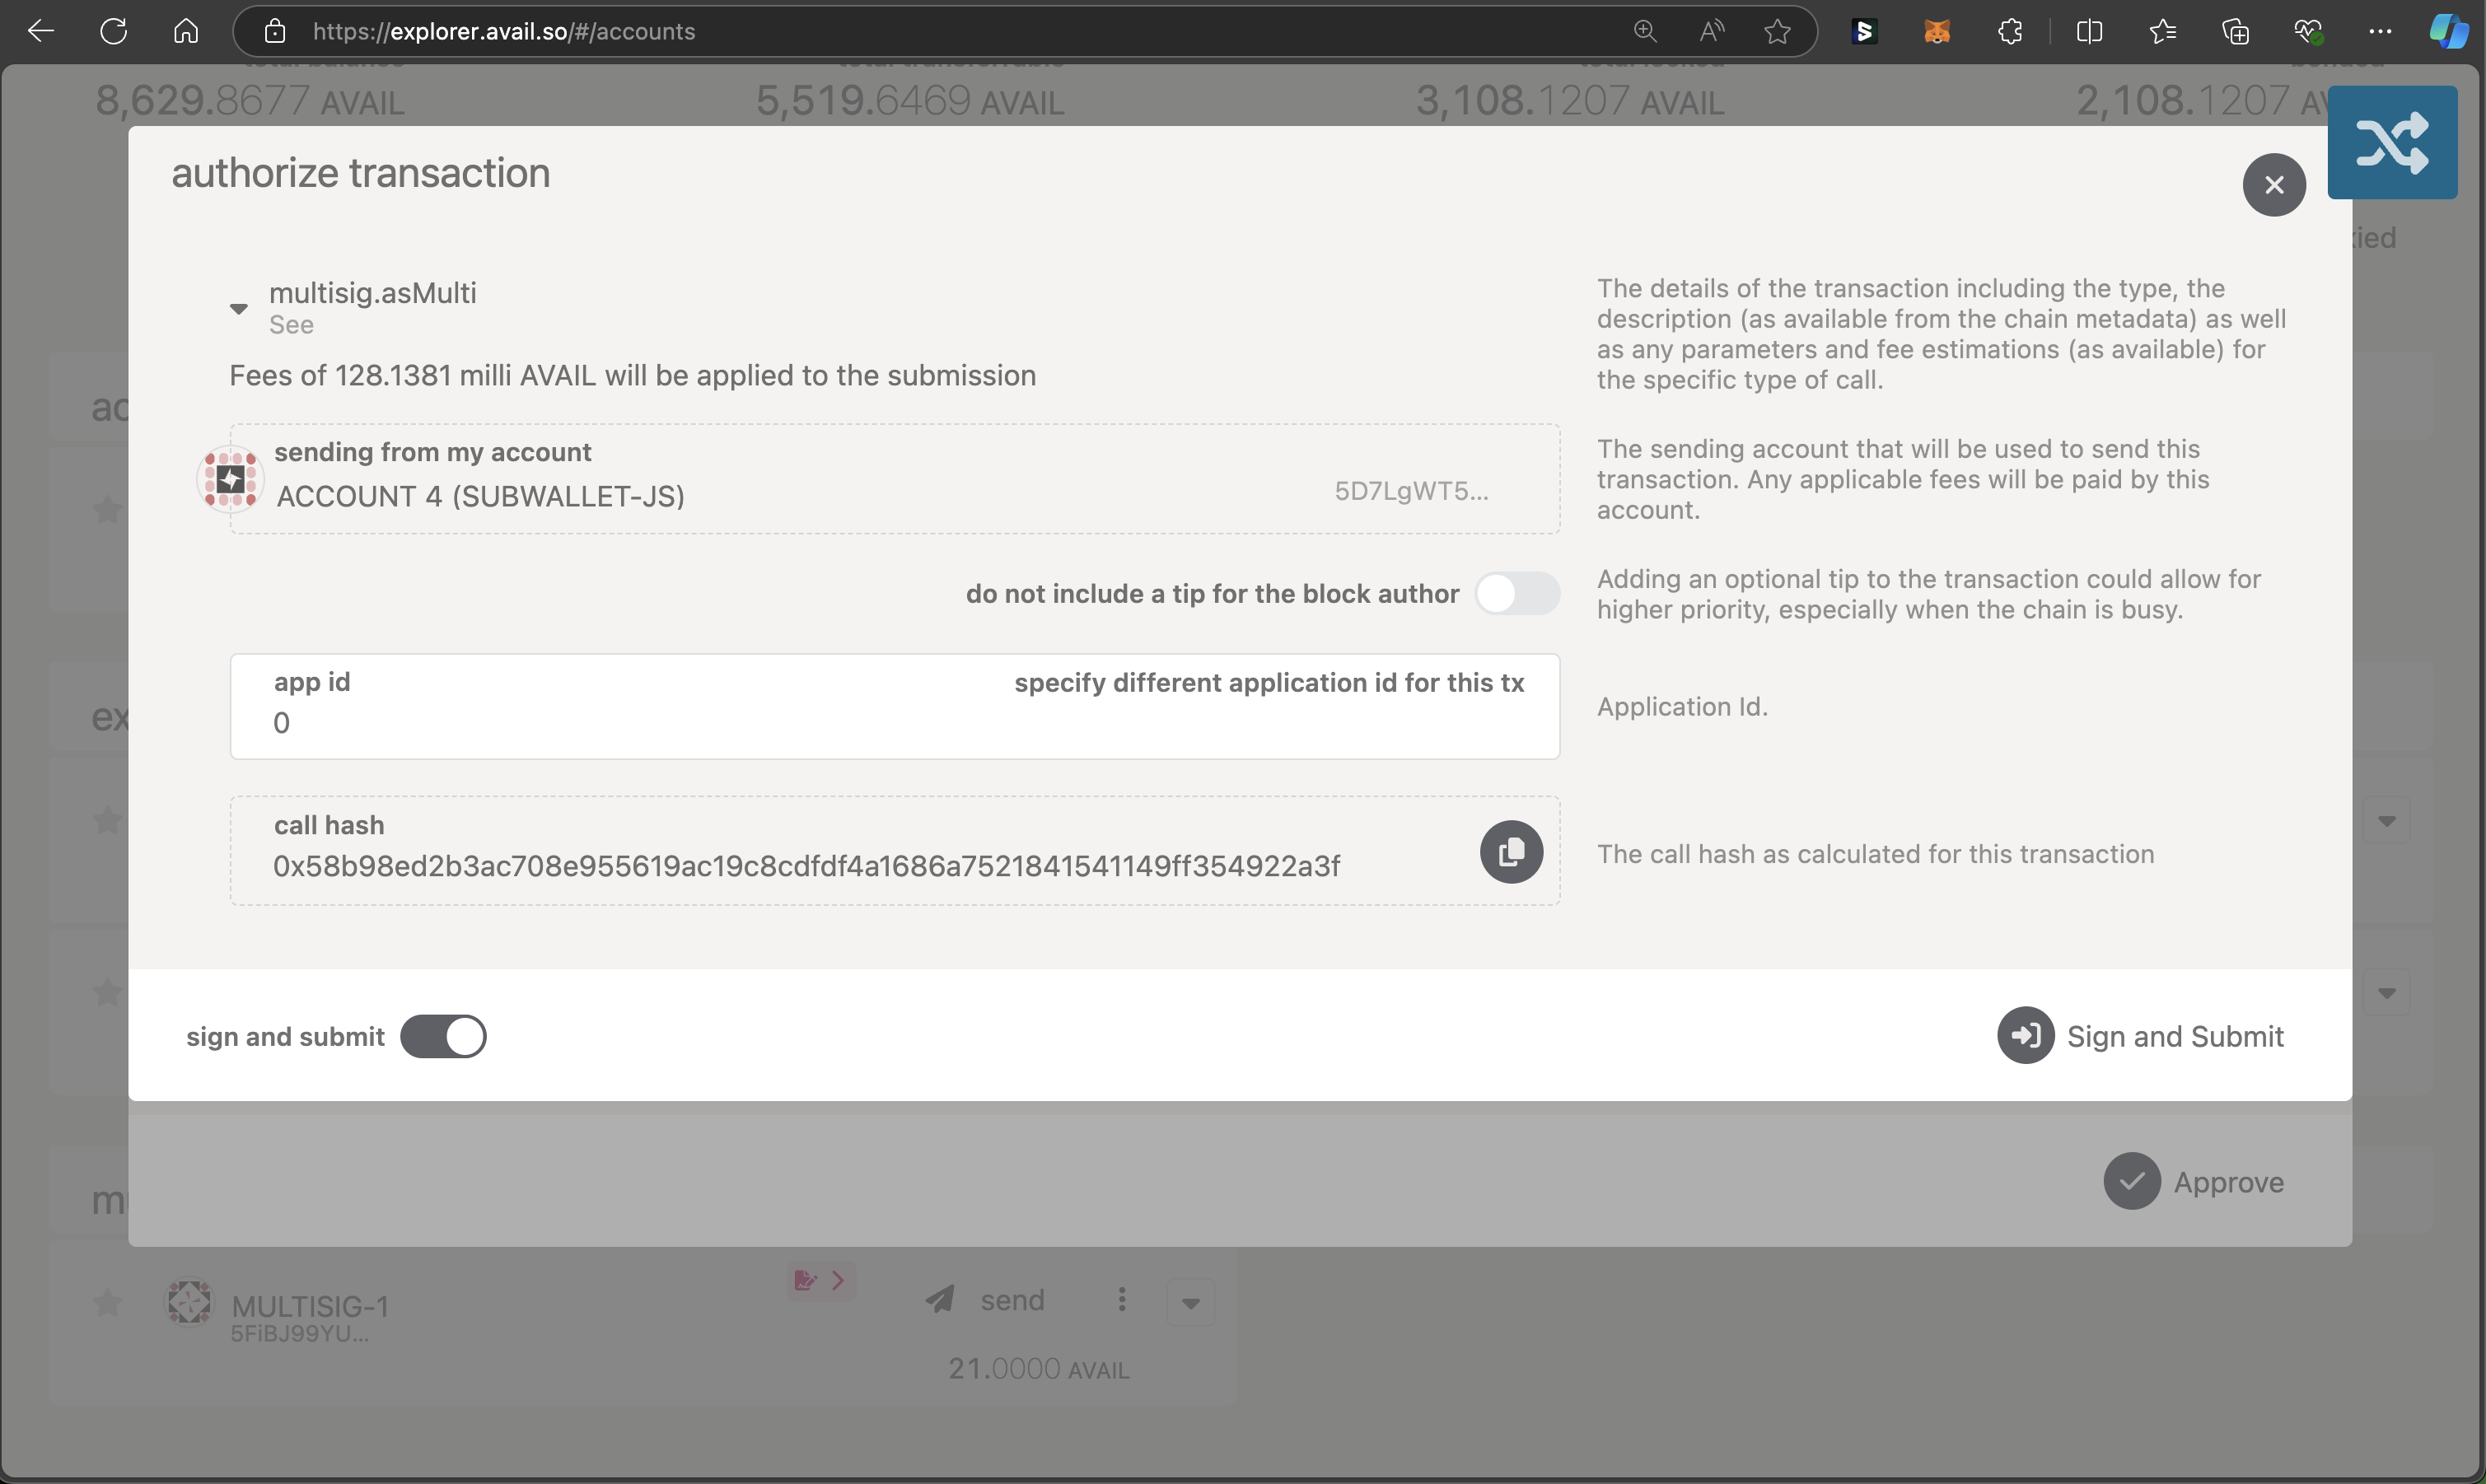 https://explorer.avail.so/#/accounts
8,629.8677 AVAIL
5,519.6469 AVAIL
3,108.1207 AVAIL
2,108.1207
authorize transaction
multisig.asMulti
See
Fees of 128.1381 milli AVAIL will be applied to the submission
The details of the transaction including the type, the
description (as available from the chain metadata) as well
as any parameters and fee estimations (as available) for
the specific type of call.
sending from my account
ACCOUNT 4 (SUBWALLET-JS)
5D7LgWT5...
The sending account that will be used to send this
transaction. Any applicable fees will be paid by this
account.
do not include a tip for the block author
Adding an optional tip to the transaction could allow for
higher priority, especially when the chain is busy.
app id
specify different application id for this tx
0
Application Id.
call hash
0x58b98ed2b3ac708e955619ac19c8cdfdf4a1686a7521841541149ff354922a3f
The call hash as calculated for this transaction
sign and submit
Sign and Submit
Approve
MULTISIG-1
5FiBJ99YU...
send
21.0000 AVAIL